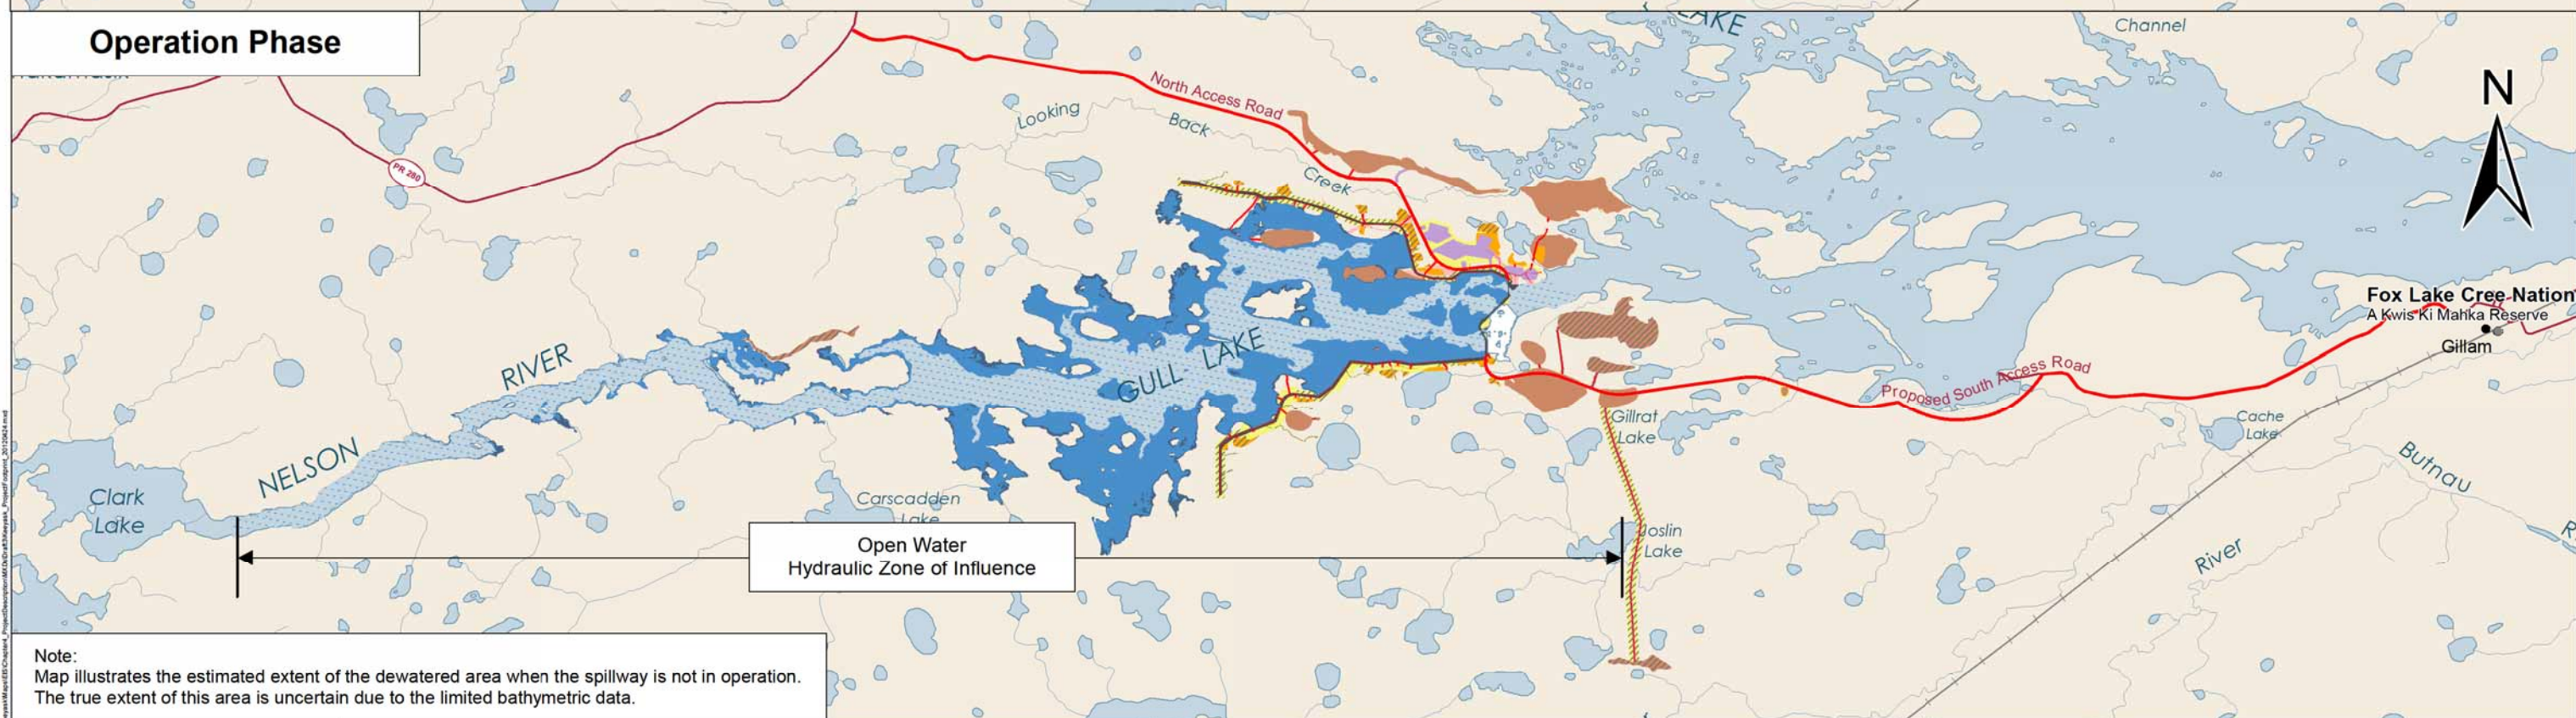 Operation Phase
LAKE
Channel
N
North Access Road
Looking
Back
Creek
PR 280
Fox Lake Cree Nation
A Kwis Ki Mahka Reserve
Gillam
RIVER
GULL LAKE
Proposed South Access Road
NELSON
Gillrat
Lake
Cache
Lake
Butnau
Clark
Lake
Carscadden
Lake
Joslin
Lake
Open Water
Hydraulic Zone of Influence
River
R
Note:
Map illustrates the estimated extent of the dewatered area when the spillway is not in operation.
The true extent of this area is uncertain due to the limited bathymetric data.